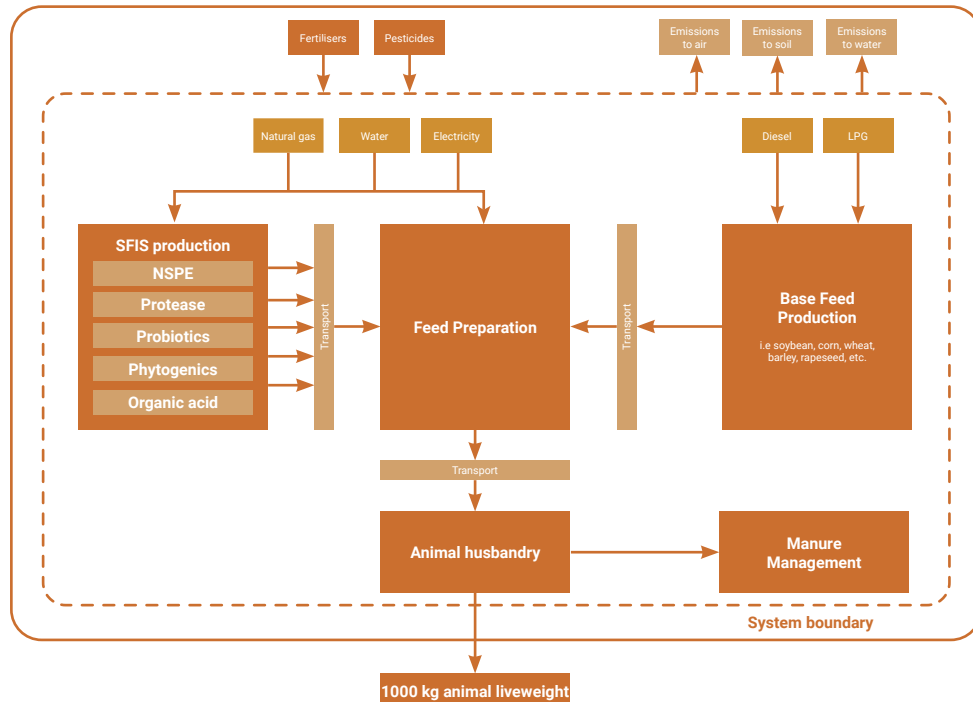 Fertilisers
Pesticides
Emissions
to air
Emissions
to soil
Emissions
to water
Natural gas
Water
Electricity
Diesel
LPG
SFIS production
NSPE
Protease
Probiotics
Phytogenics
Organic acid
Transport
Feed Preparation
Transport
Base Feed
Production
i.e soybean, corn, wheat,
barley, rapeseed, etc.
Transport
Animal husbandry
Manure
Management
System boundary
1000 kg animal liveweight